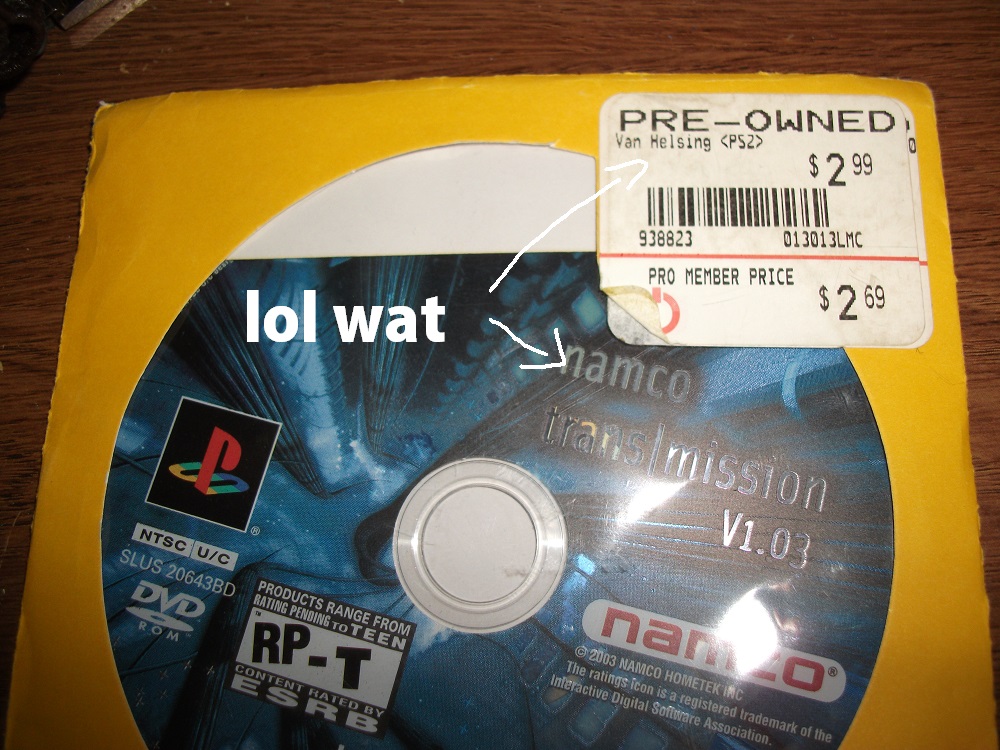 PRE-OWNED
Van Helsing <PS2>
$2 99
938823 013013LMC
PRO MEMBER PRICE
$2 69
lol wat
namco
trans|mission
V1.03
NTSC U/C
SLUS 20643BD
DVD
ROM
PRODUCTS RANGE FROM
RATING PENDING TO TEEN
RP-T
CONTENT RATED BY
ESRB
namco®
© 2003 NAMCO HOMETEK INC
The ratings icon is a registered trademark of the
Interactive Digital Software Association.